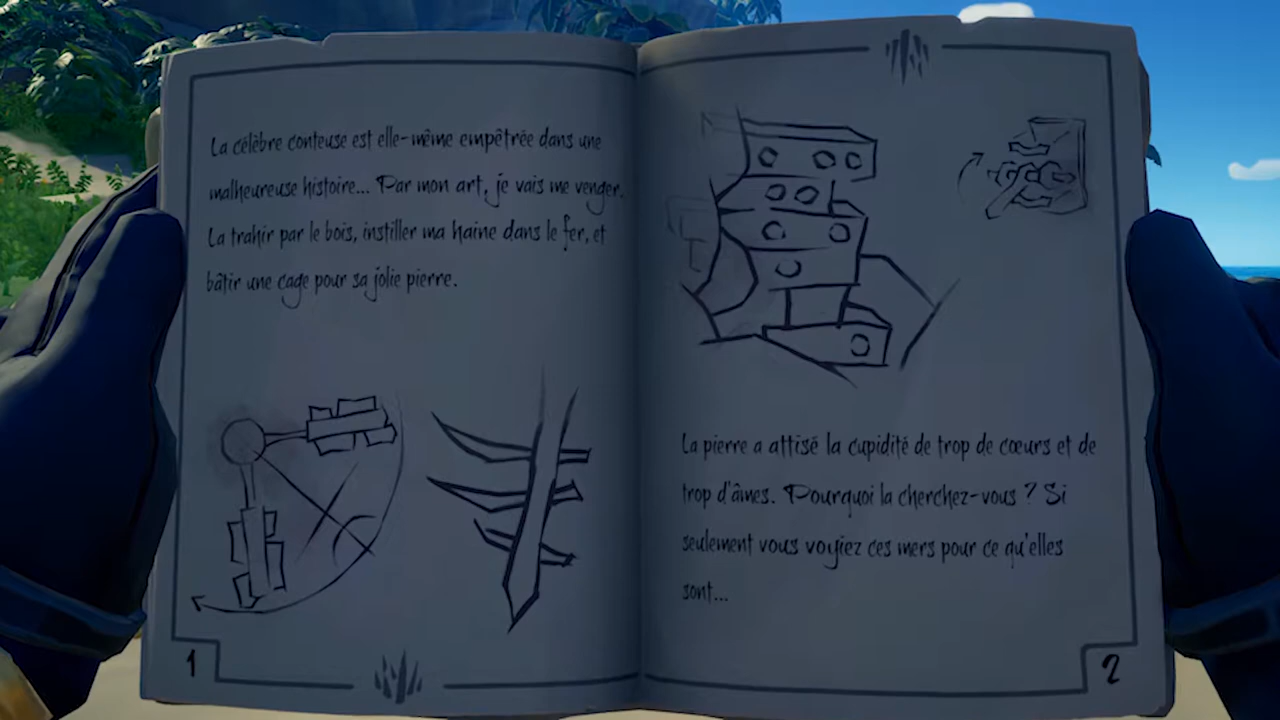 La célèbre conteuse est elle-même empêtrée dans une
malheureuse histoire... Par mon art, je vais me venger.
La trahir par le bois, instiller ma haine dans le fer, et
bâtir une cage pour sa jolie pierre.
1
La pierre a attisé la cupidité de trop de cœurs et de
trop d'âmes. Pourquoi la cherchez-vous ? Si
seulement vous voyiez ces mers pour ce qu'elles
sont...
2